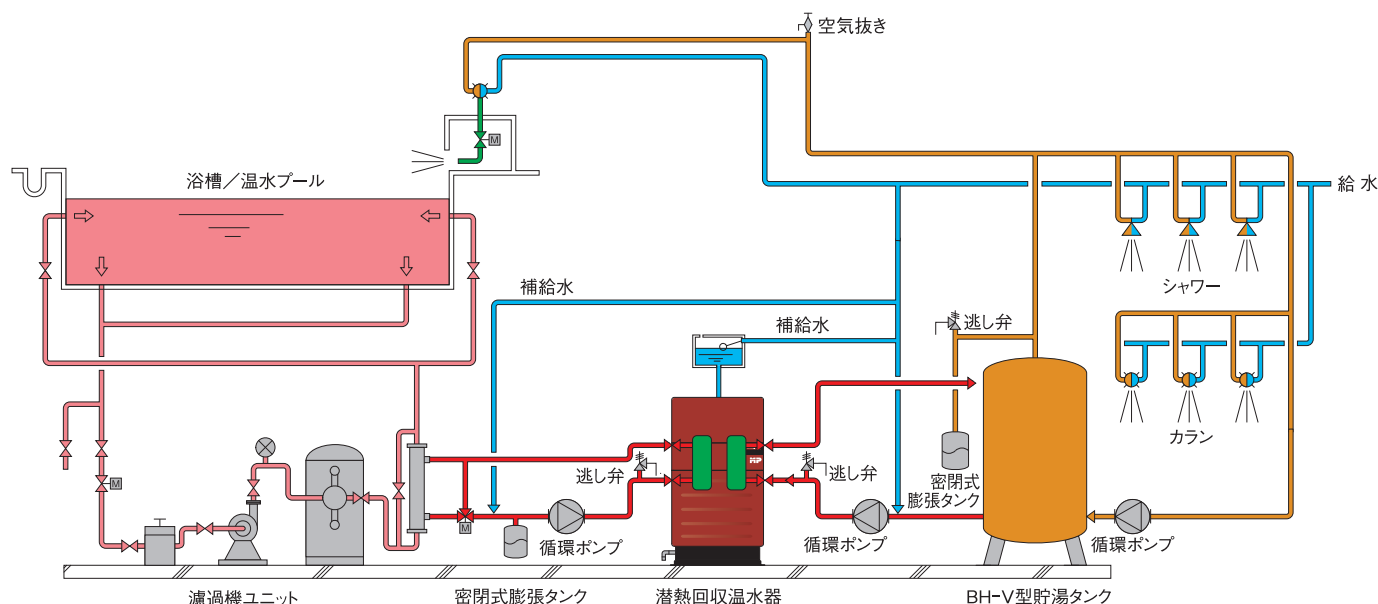 空気抜き
M
浴槽／温水プール
給 水
シャワー
補給水
補給水
逃し弁
カラン
逃し弁
逃し弁
密閉式
膨張タンク
M
M
循環ポンプ
循環ポンプ
循環ポンプ
濾過機ユニット
密閉式膨張タンク
潜熱回収温水器
BH-V型貯湯タンク